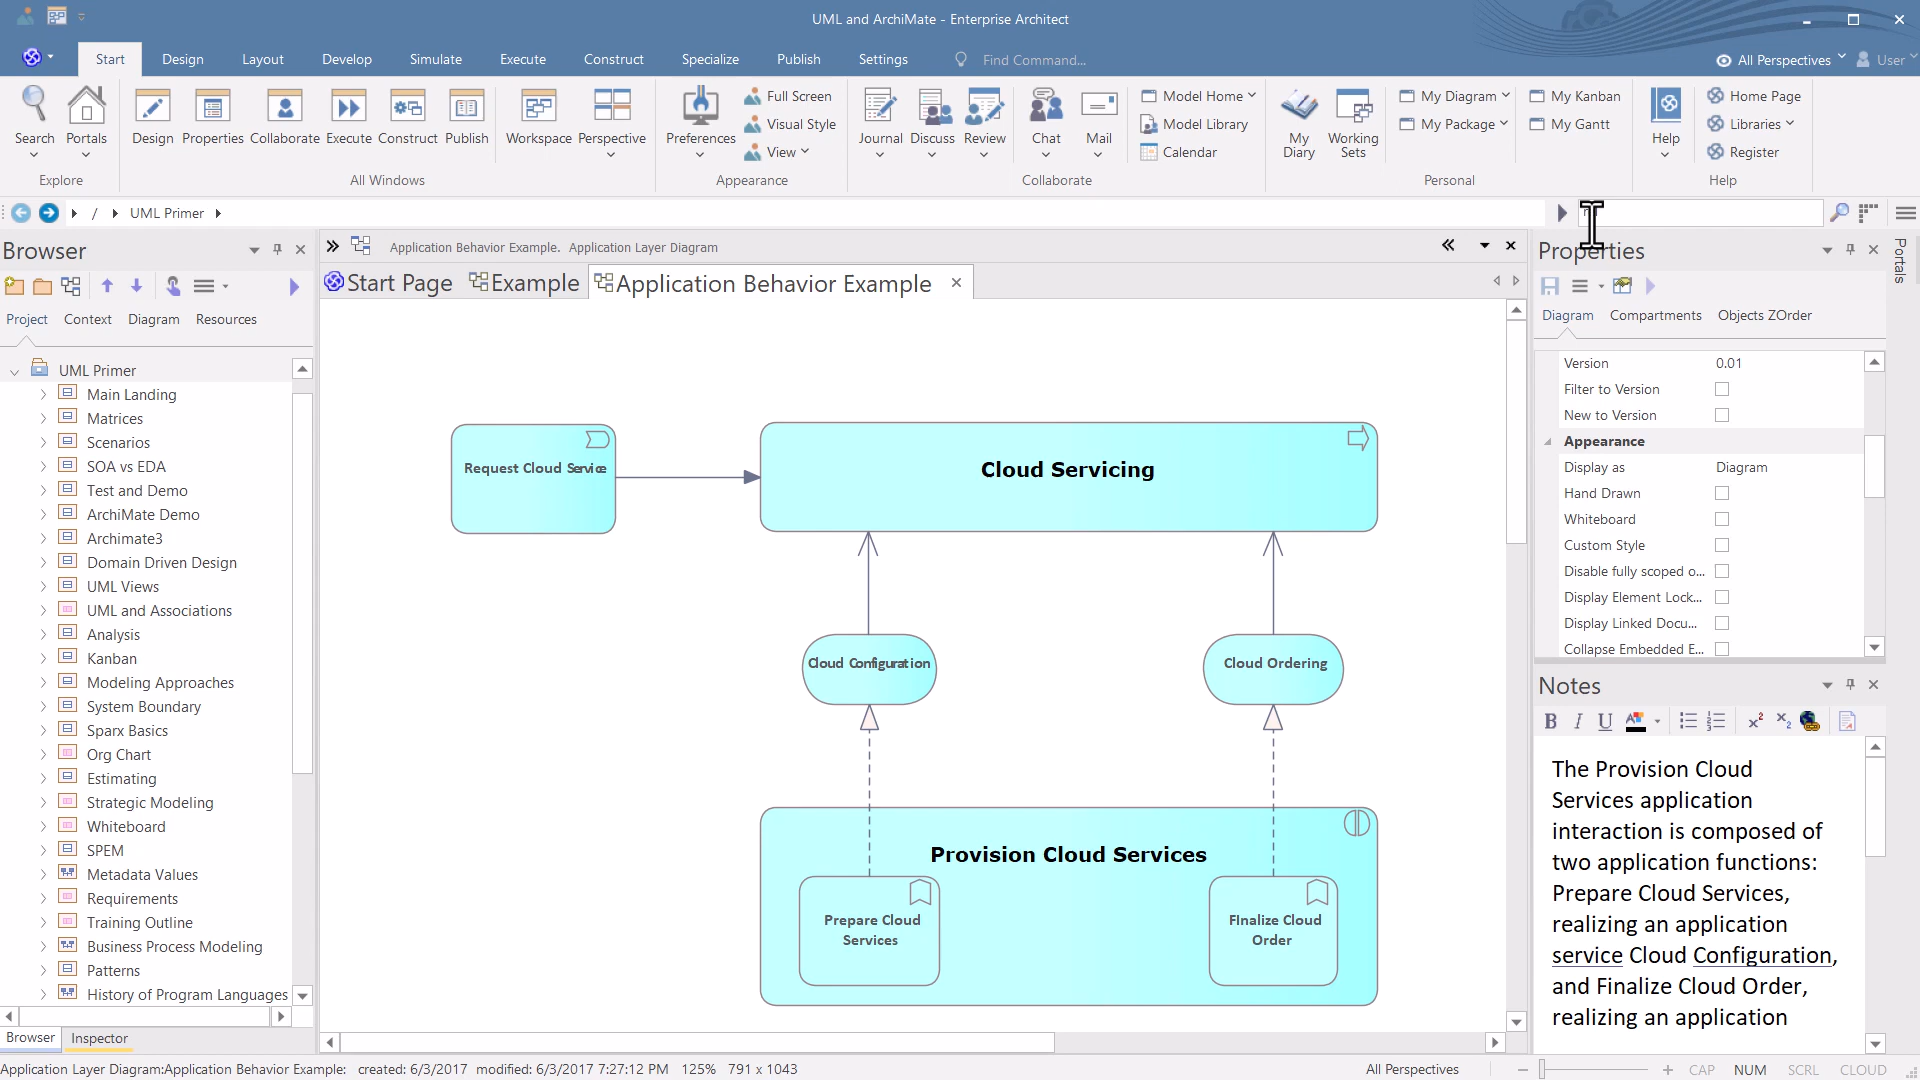 UML and ArchiMate - Enterprise Architect
Start Design Layout Develop Simulate Execute Construct Specialize Publish Settings Find Command... All Perspectives User
Search Portals Design Properties Collaborate Execute Construct Publish Workspace Perspective Preferences Full Screen Visual Style View Journal Discuss Review Chat Mail Model Home Model Library Calendar My Diary Working Sets My Diagram My Package My Kanban My Gantt Help Home Page Libraries Register
Explore All Windows Appearance Collaborate Personal Help
/ UML Primer
Browser
Project Context Diagram Resources
UML Primer
Main Landing
Matrices
Scenarios
SOA vs EDA
Test and Demo
ArchiMate Demo
Archimate3
Domain Driven Design
UML Views
UML and Associations
Analysis
Kanban
Modeling Approaches
System Boundary
Sparx Basics
Org Chart
Estimating
Strategic Modeling
Whiteboard
SPEM
Metadata Values
Requirements
Training Outline
Business Process Modeling
Patterns
History of Program Languages
Browser Inspector
Application Behavior Example. Application Layer Diagram
Start Page Example Application Behavior Example
Request Cloud Service
Cloud Servicing
Cloud Configuration
Cloud Ordering
Provision Cloud Services
Prepare Cloud
Services
FInalize Cloud
Order
Properties
Portals
Diagram Compartments Objects ZOrder
Version 0.01
Filter to Version
New to Version
Appearance
Display as Diagram
Hand Drawn
Whiteboard
Custom Style
Disable fully scoped o...
Display Element Lock...
Display Linked Docu...
Collapse Embedded E...
Notes
B I U A x² x₂
The Provision Cloud
Services application
interaction is composed of
two application functions:
Prepare Cloud Services,
realizing an application
service Cloud Configuration,
and Finalize Cloud Order,
realizing an application
Application Layer Diagram:Application Behavior Example: created: 6/3/2017 modified: 6/3/2017 7:27:12 PM 125% 791 x 1043 All Perspectives CAP NUM SCRL CLOUD